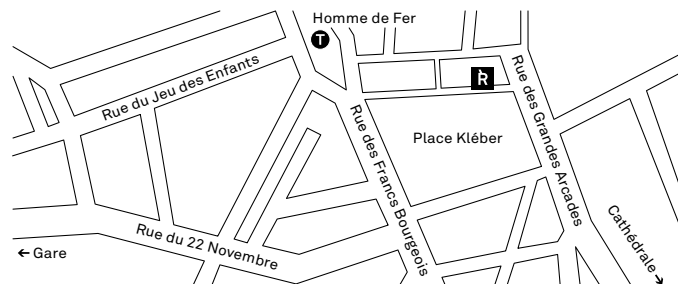 Homme de Fer
T
Ṙ
Rue du Jeu des Enfants
Rue des Grandes Arcades
Place Kléber
Rue des Francs Bourgeois
Rue du 22 Novembre
← Gare
Cathédrale →